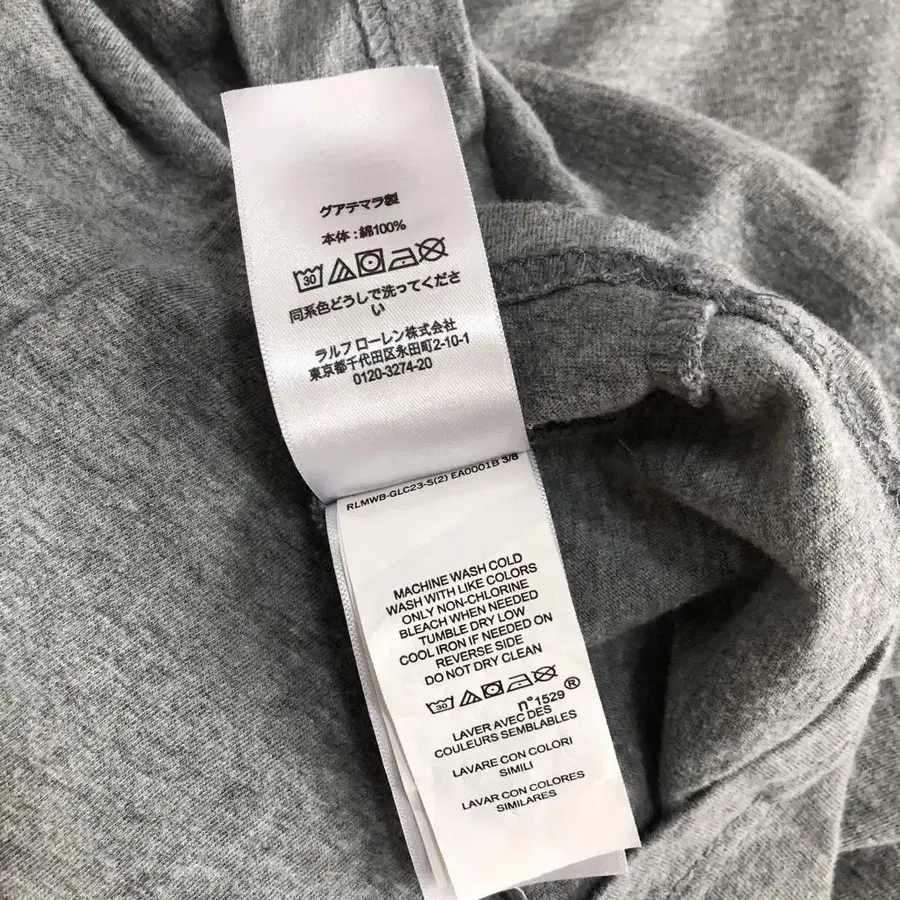 グアテマラ製
本体:綿100%
30
同系色どうしで洗ってくださ
い
ラルフ ローレン株式会社
東京都千代田区永田町2-10-1
0120-3274-20
RLMWB-GLC23-S(2) EA0001B 3/8
MACHINE WASH COLD
WASH WITH LIKE COLORS
ONLY NON-CHLORINE
BLEACH WHEN NEEDED
TUMBLE DRY LOW
COOL IRON IF NEEDED ON
REVERSE SIDE
DO NOT DRY CLEAN
30
n°1529®
LAVER AVEC DES
COULEURS SEMBLABLES
LAVARE CON COLORI
SIMILI
LAVAR CON COLORES
SIMILARES